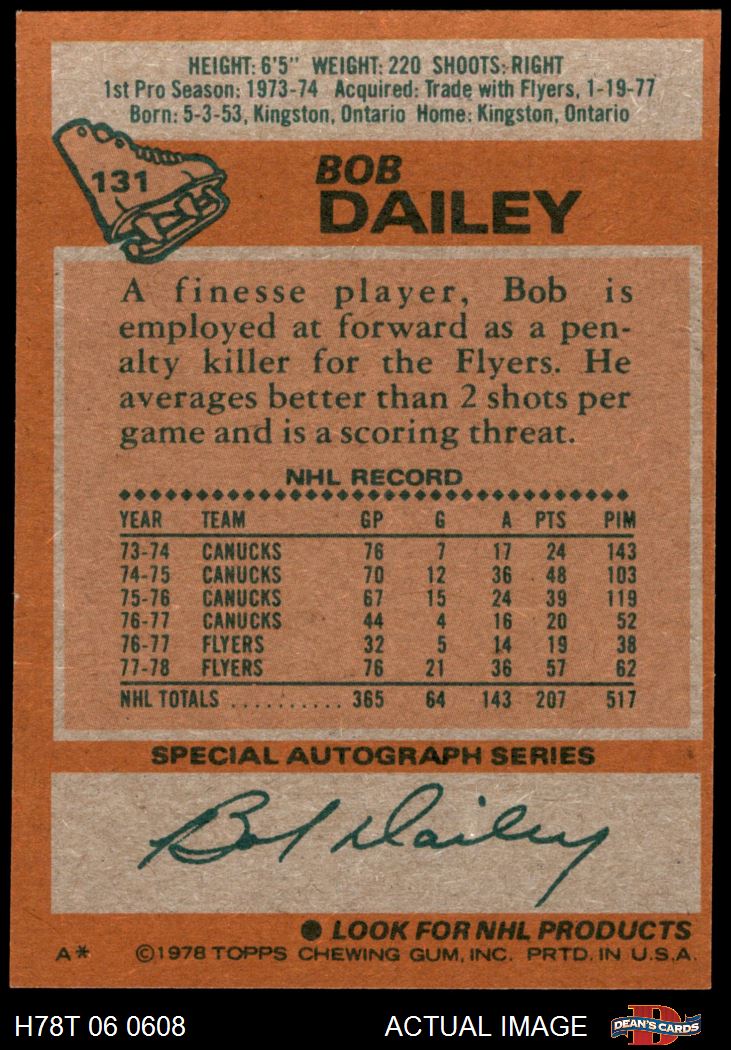 HEIGHT: 6'5" WEIGHT: 220 SHOOTS: RIGHT
1st Pro Season: 1973-74 Acquired: Trade with Flyers, 1-19-77
Born: 5-3-53, Kingston, Ontario Home: Kingston, Ontario
131
BOB
DAILEY
A finesse player, Bob is
employed at forward as a pen-
alty killer for the Flyers. He
averages better than 2 shots per
game and is a scoring threat.
NHL RECORD
YEAR TEAM GP G A PTS PIM
73-74 CANUCKS 76 7 17 24 143
74-75 CANUCKS 70 12 36 48 103
75-76 CANUCKS 67 15 24 39 119
76-77 CANUCKS 44 4 16 20 52
76-77 FLYERS 32 5 14 19 38
77-78 FLYERS 76 21 36 57 62
NHL TOTALS .......... 365 64 143 207 517
SPECIAL AUTOGRAPH SERIES
Bob Dailey
● LOOK FOR NHL PRODUCTS
A* ©1978 TOPPS CHEWING GUM, INC. PRTD. IN U.S.A.
H78T 06 0608 ACTUAL IMAGE D DEAN'S CARDS